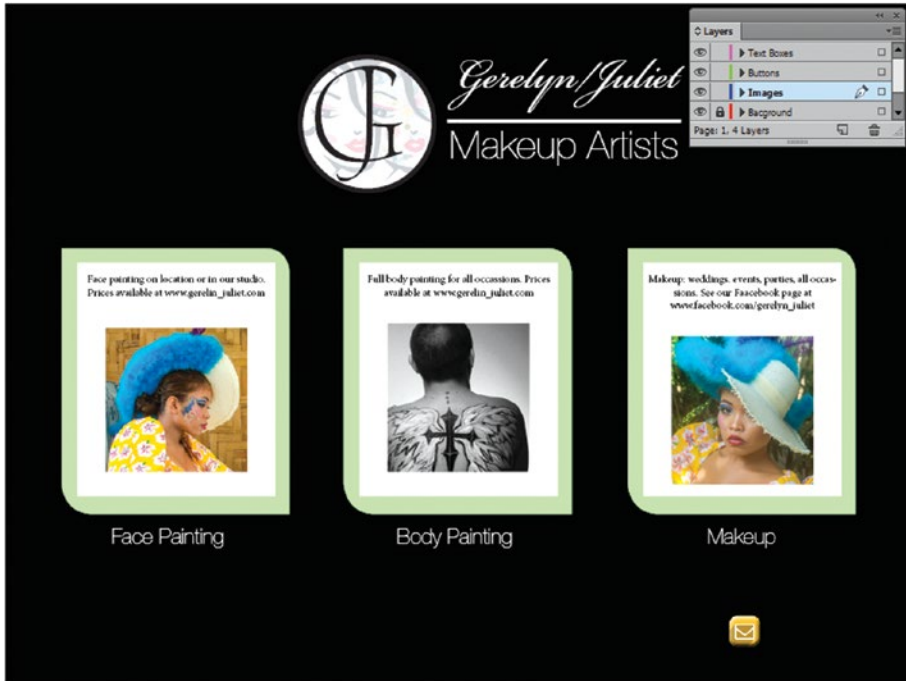 Layers
Text Boxes
Buttons
Images
Bacground
Page: 1, 4 Layers
JG
Gerelyn/Juliet
Makeup Artists
Face painting on location or in our studio.
Prices available at www.gerelin_juliet.com
Full body painting for all occassions. Prices
available at www.gerelin_juliet.com
Makeup: weddings, events, parties, all occas-
sions. See our Faacebook page at
www.facebook.com/gerelyn_juliet
Face Painting
Body Painting
Makeup